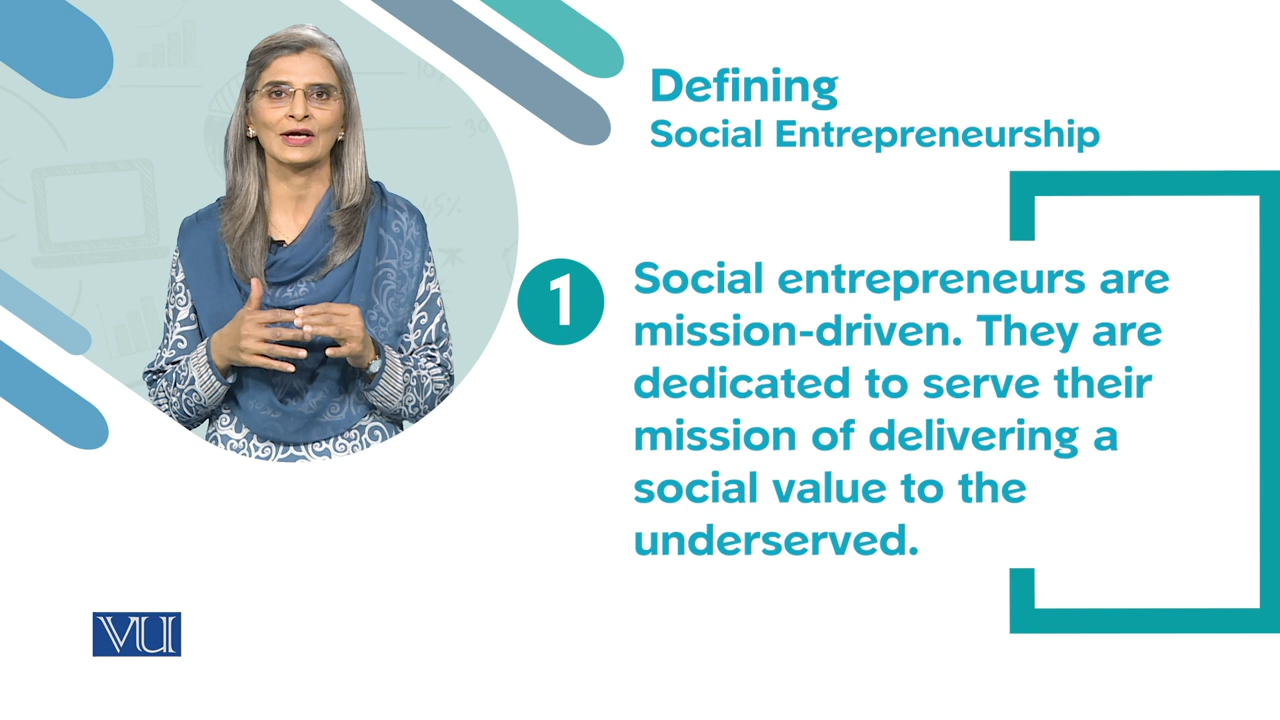 Defining
Social Entrepreneurship
1
Social entrepreneurs are
mission-driven. They are
dedicated to serve their
mission of delivering a
social value to the
underserved.
VU